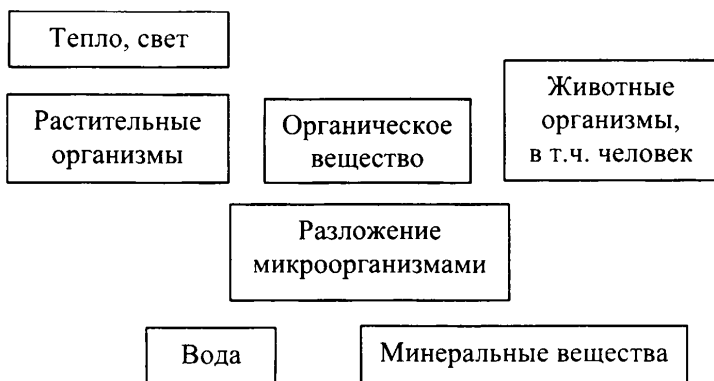 Тепло, свет
Растительные
организмы
Органическое
вещество
Животные
организмы,
в т.ч. человек
Разложение
микроорганизмами
Вода
Минеральные вещества